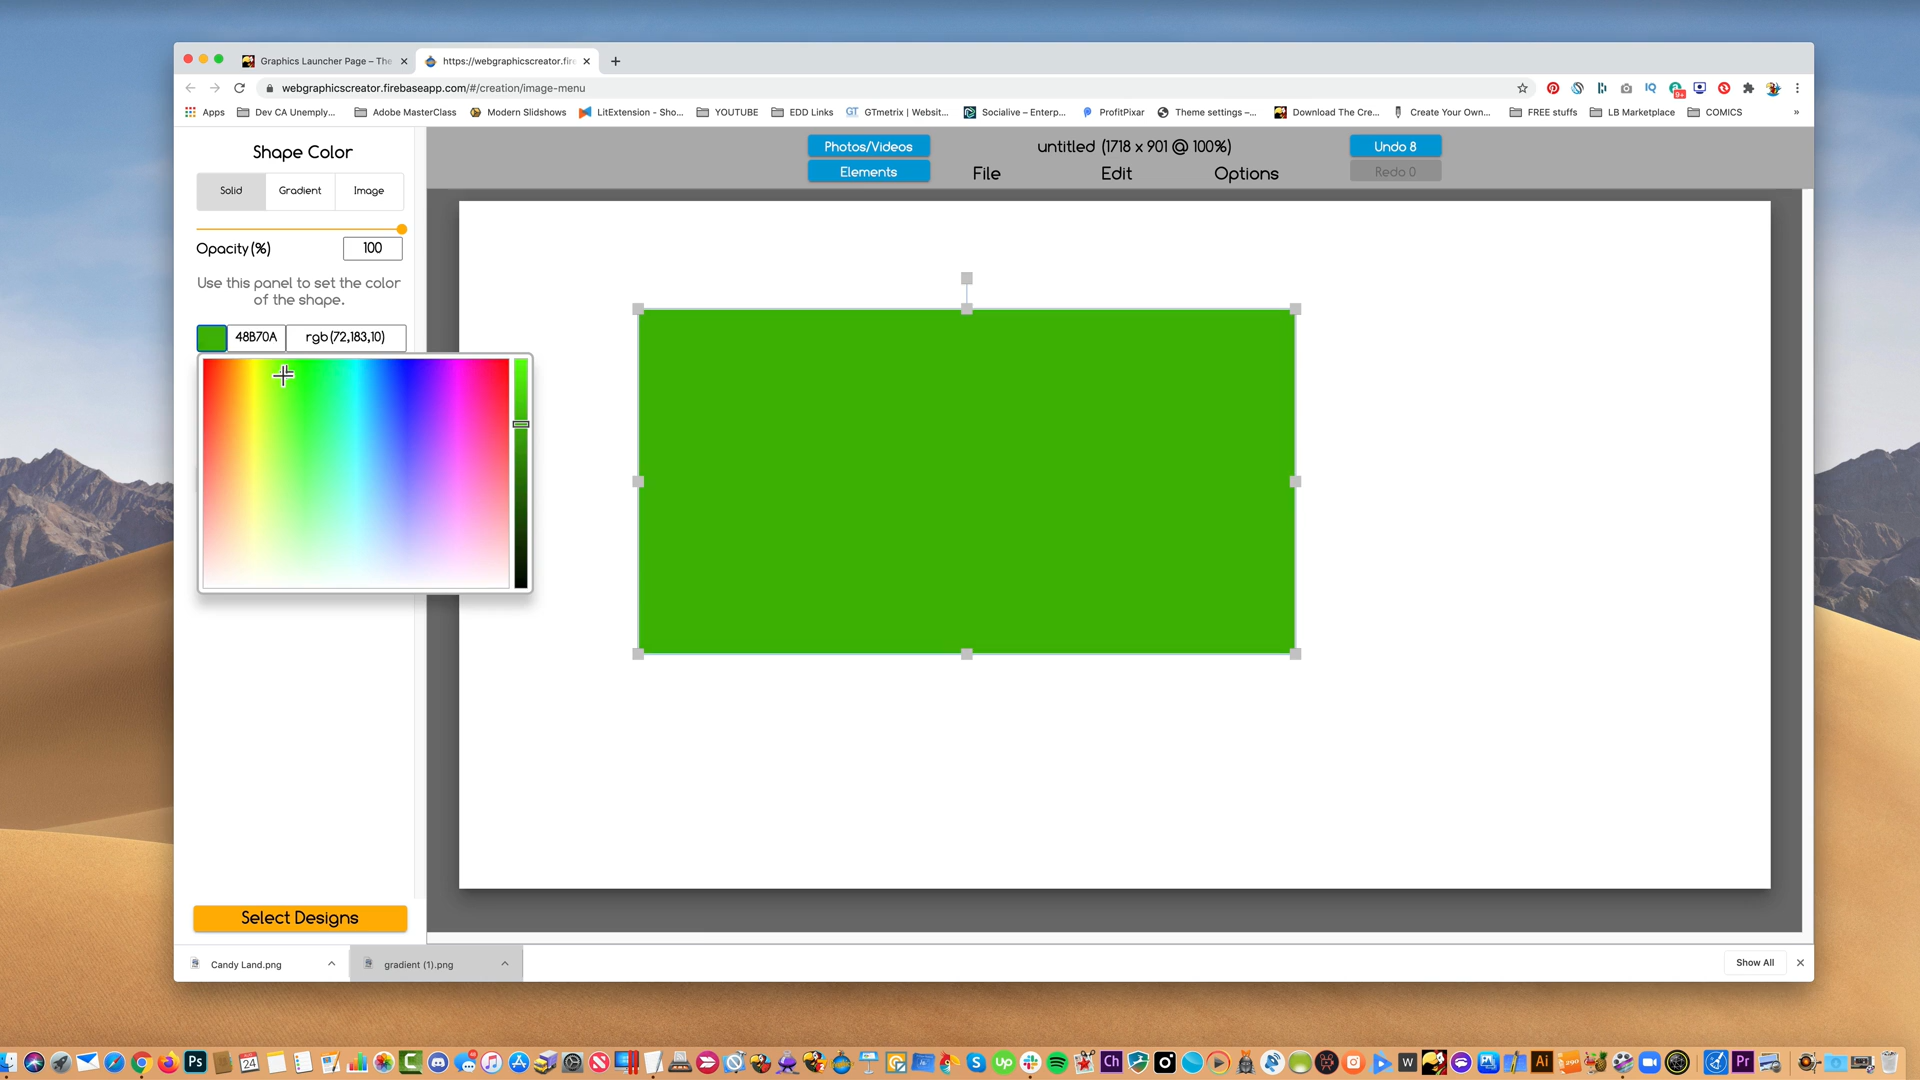 Graphics Launcher Page – The
https://webgraphicscreator.fire
webgraphicscreator.firebaseapp.com/#/creation/image-menu
Apps
Dev CA Unemply...
Adobe MasterClass
Modern Slideshows
LitExtension - Sho...
YOUTUBE
EDD Links
GTmetrix | Websit...
Socialive – Enterp...
ProfitPixar
Theme settings –...
Download The Cre...
Create Your Own...
FREE stuffs
LB Marketplace
COMICS
»
Shape Color
Solid
Gradient
Image
Opacity (%)
100
Use this panel to set the color
of the shape.
48B70A
rgb(72,183,10)
Photos/Videos
Elements
untitled (1718 x 901 @ 100%)
File
Edit
Options
Undo 8
Redo 0
Select Designs
Candy Land.png
gradient (1).png
Show All